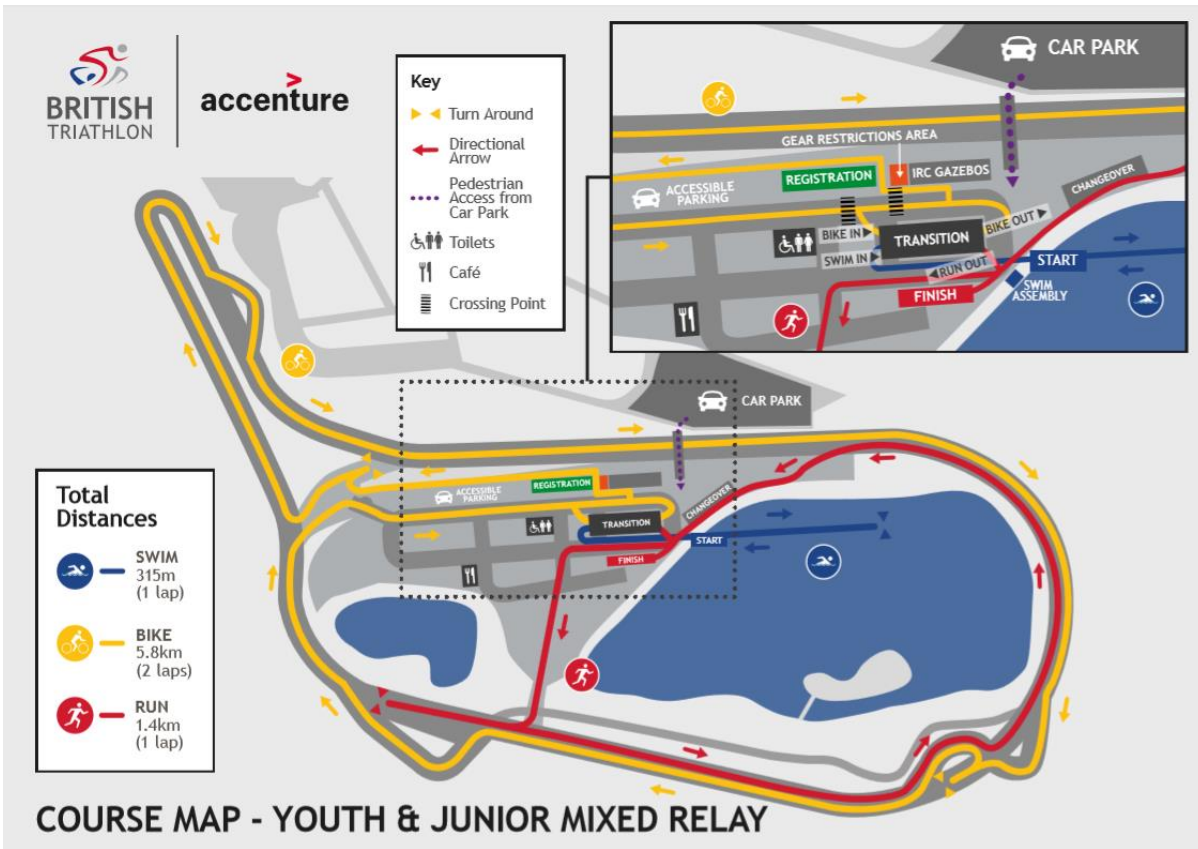 BRITISH
TRIATHLON
accenture
Key
Turn Around
Directional
Arrow
Pedestrian
Access from
Car Park
Toilets
Café
Crossing Point
CAR PARK
GEAR RESTRICTIONS AREA
REGISTRATION
IRC GAZEBOS
ACCESSIBLE
PARKING
CHANGEOVER
BIKE IN
TRANSITION
BIKE OUT
SWIM IN
RUN OUT
START
FINISH
SWIM
ASSEMBLY
CAR PARK
REGISTRATION
ACCESSIBLE
PARKING
CHANGEOVER
TRANSITION
START
FINISH
Total
Distances
SWIM
315m
(1 lap)
BIKE
5.8km
(2 laps)
RUN
1.4km
(1 lap)
COURSE MAP - YOUTH & JUNIOR MIXED RELAY